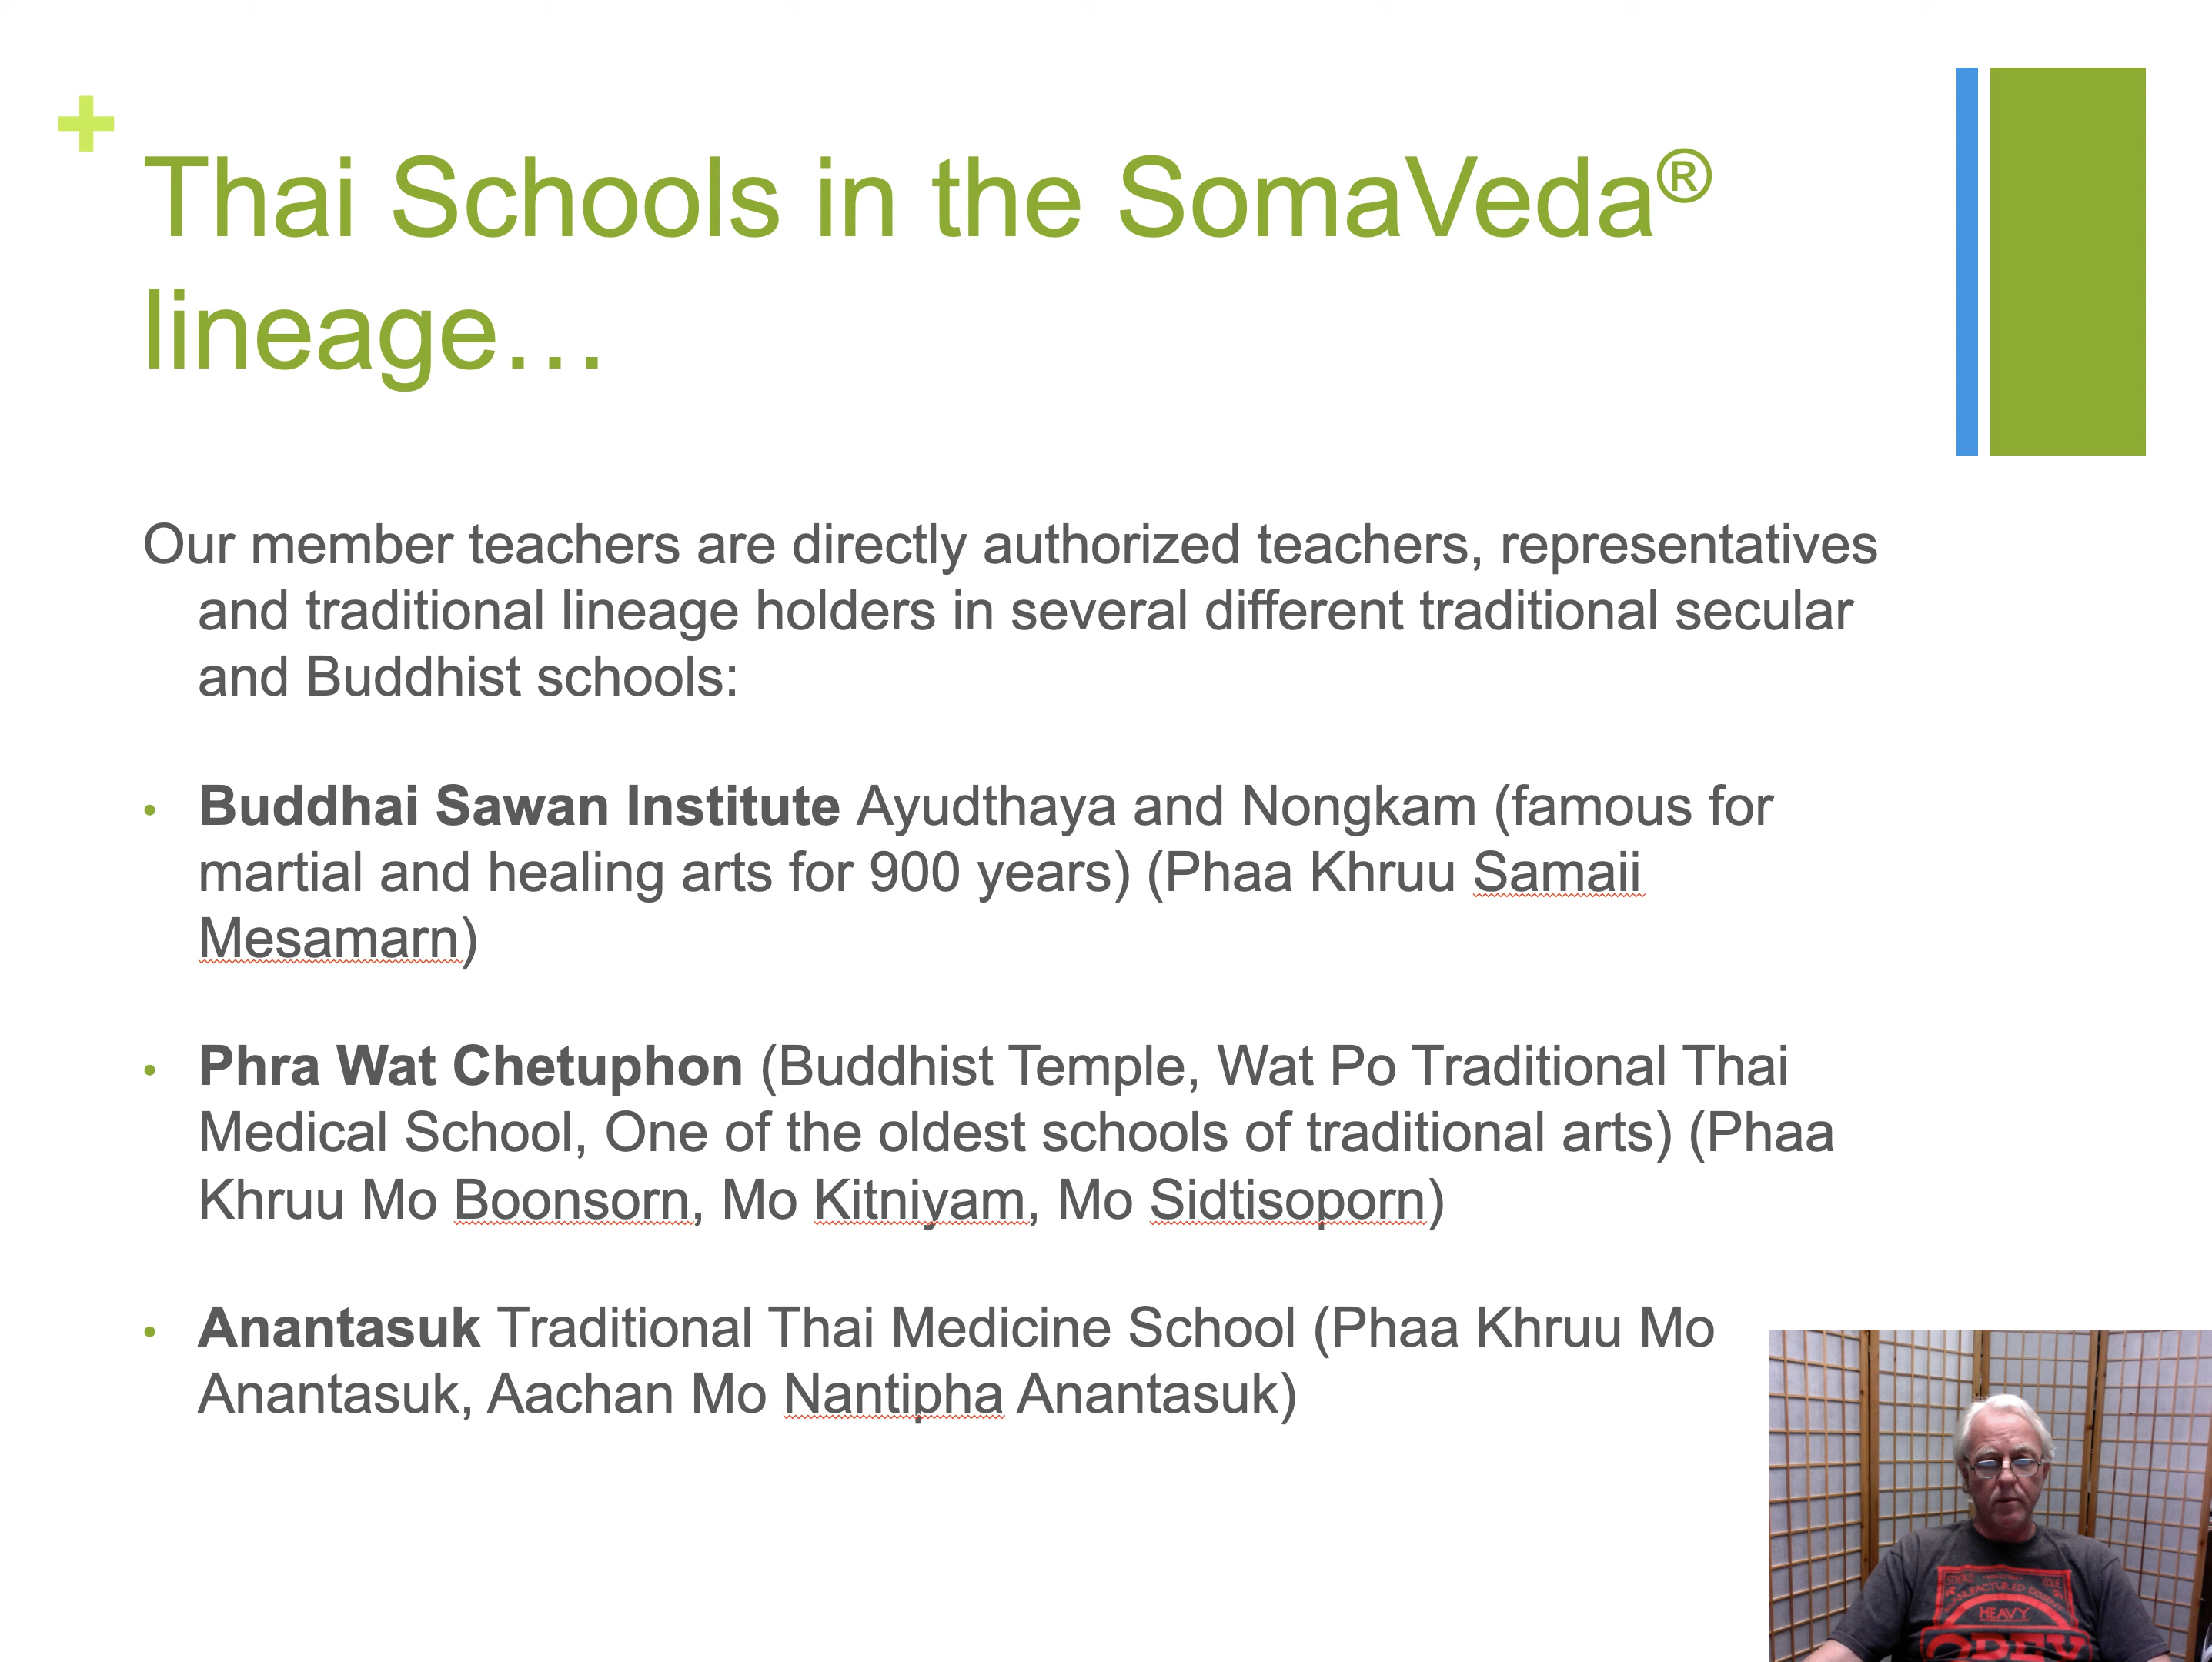 +
Thai Schools in the SomaVeda®
lineage…
Our member teachers are directly authorized teachers, representatives
and traditional lineage holders in several different traditional secular
and Buddhist schools:
• Buddhai Sawan Institute Ayudthaya and Nongkam (famous for
martial and healing arts for 900 years) (Phaa Khruu Samaii
Mesamarn)
• Phra Wat Chetuphon (Buddhist Temple, Wat Po Traditional Thai
Medical School, One of the oldest schools of traditional arts) (Phaa
Khruu Mo Boonsorn, Mo Kitniyam, Mo Sidtisoporn)
• Anantasuk Traditional Thai Medicine School (Phaa Khruu Mo
Anantasuk, Aachan Mo Nantipha Anantasuk)
HEAVY
OBEY